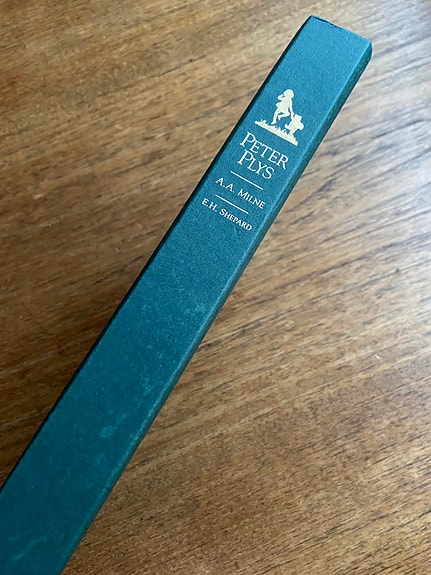 PETER
PLYS
A.A. MILNE
E.H. SHEPARD